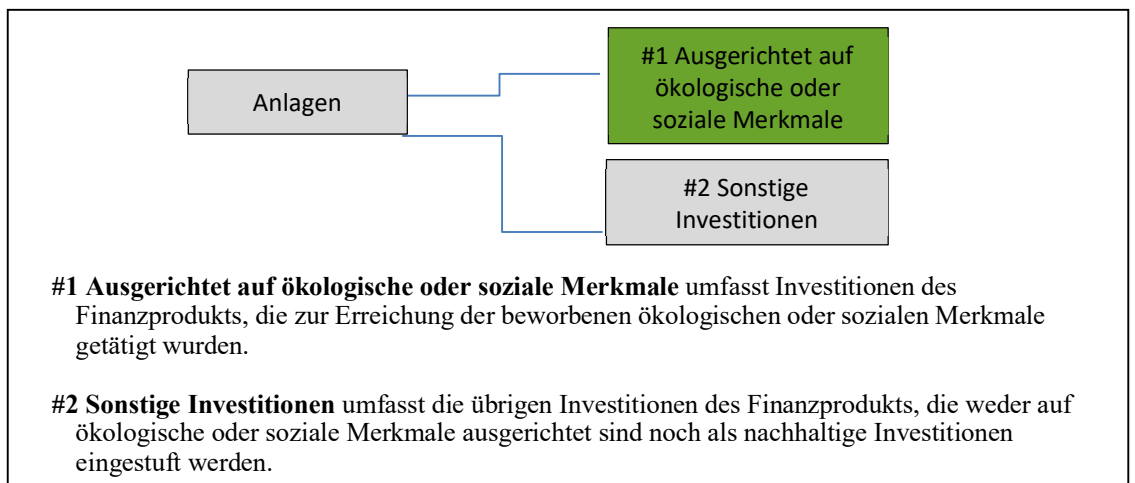 #1 Ausgerichtet auf
ökologische oder
soziale Merkmale
Anlagen
#2 Sonstige
Investitionen
#1 Ausgerichtet auf ökologische oder soziale Merkmale umfasst Investitionen des
Finanzprodukts, die zur Erreichung der beworbenen ökologischen oder sozialen Merkmale
getätigt wurden.
#2 Sonstige Investitionen umfasst die übrigen Investitionen des Finanzprodukts, die weder auf
ökologische oder soziale Merkmale ausgerichtet sind noch als nachhaltige Investitionen
eingestuft werden.